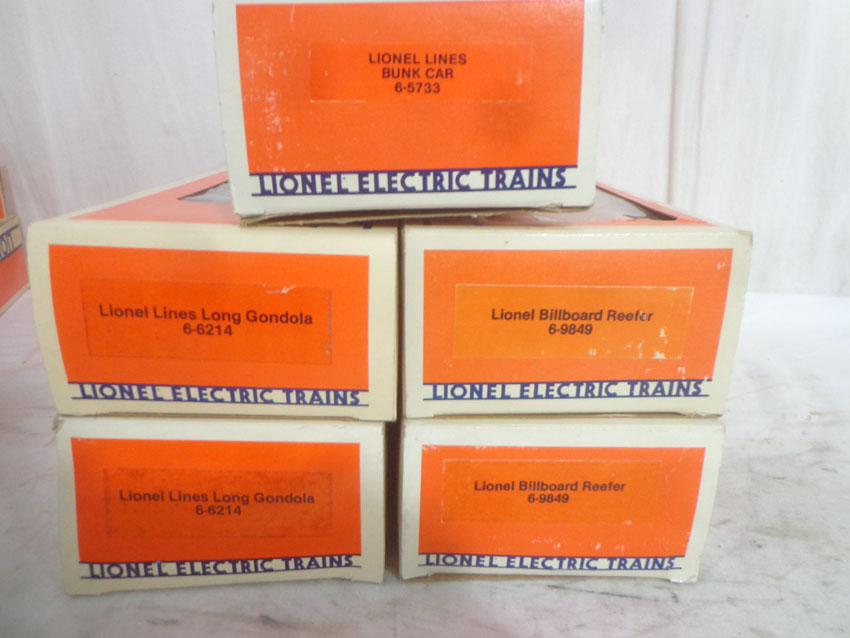 LIONEL LINES
BUNK CAR
6-5733
LIONEL ELECTRIC TRAINS
Lionel Lines Long Gondola
6-6214
LIONEL ELECTRIC TRAINS
Lionel Billboard Reefer
6-9849
LIONEL ELECTRIC TRAINS
Lionel Lines Long Gondola
6-6214
LIONEL ELECTRIC TRAINS
Lionel Billboard Reefer
6-9849
LIONEL ELECTRIC TRAINS